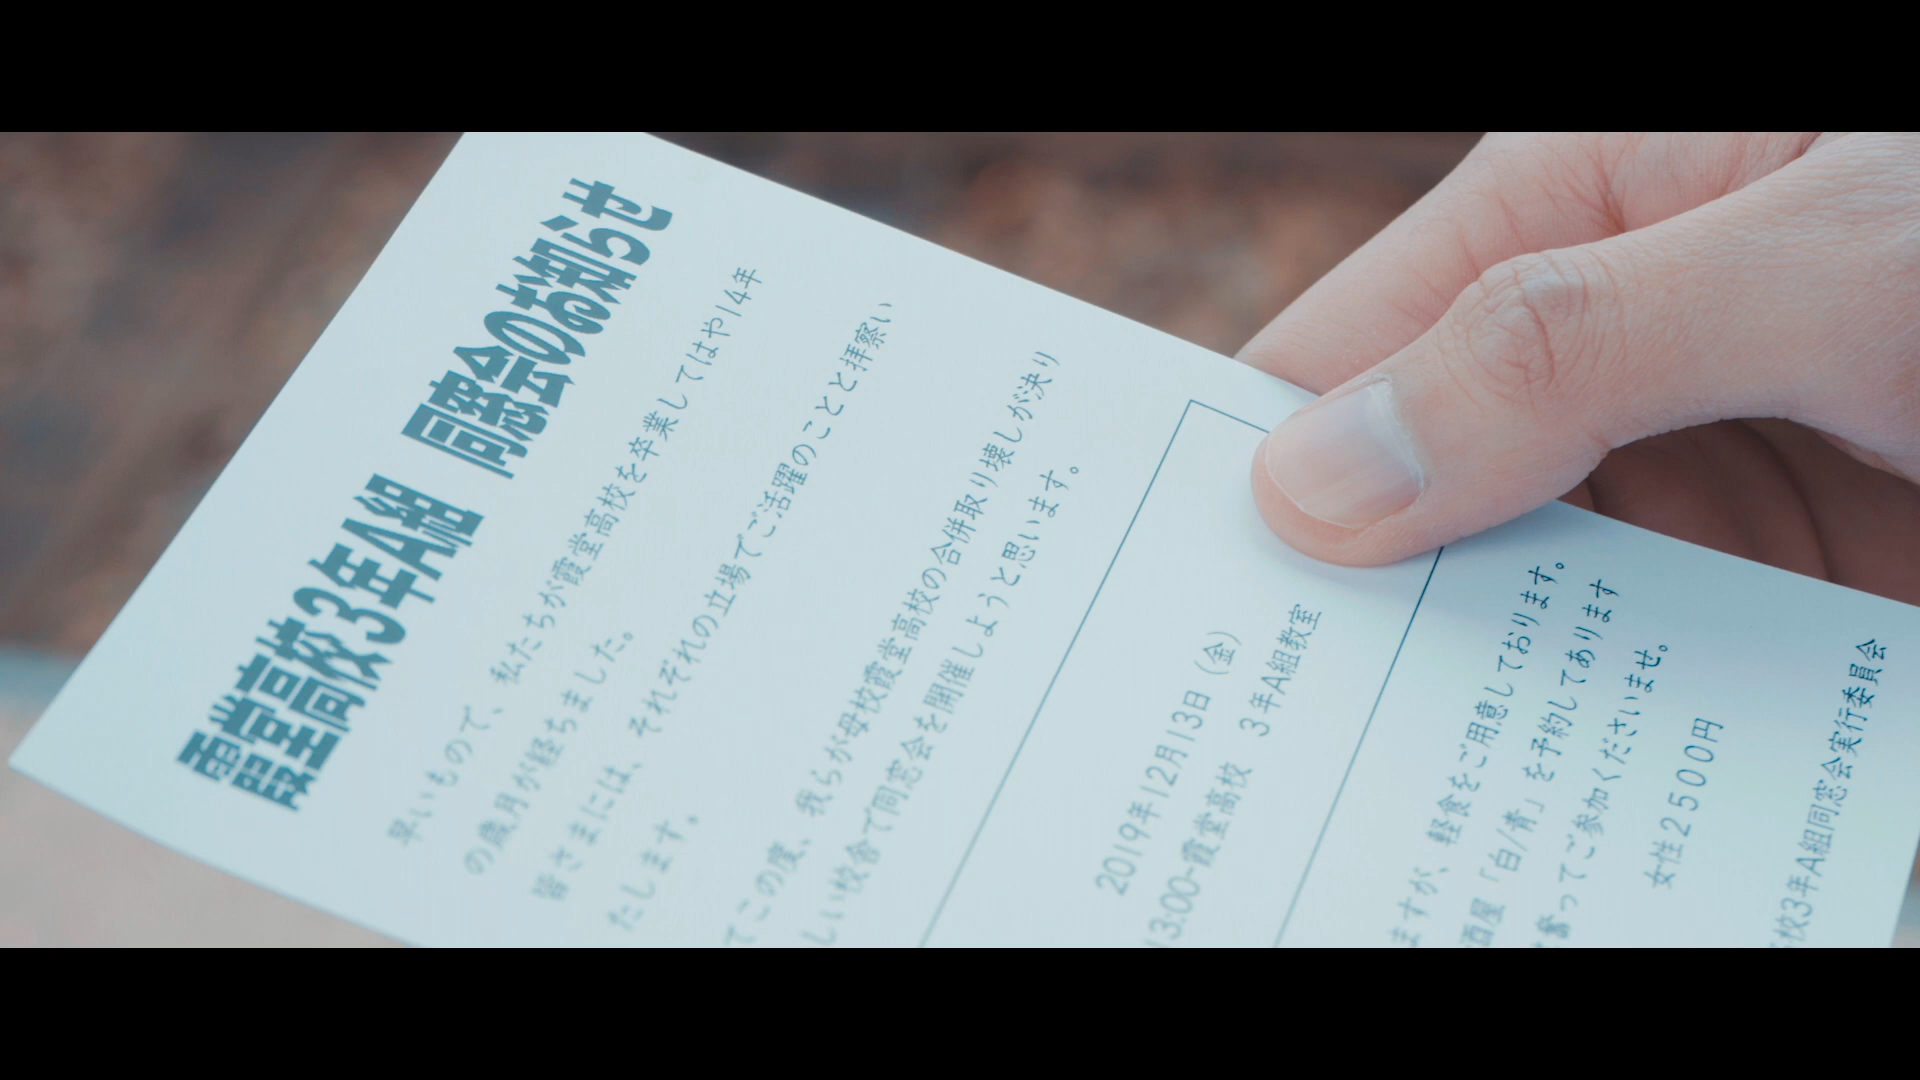 霞堂高校3年A組 同窓会のお知らせ
早いもので、私たちが霞堂高校を卒業してはや14年
の歳月が経ちました。
皆さまには、それぞれの立場でご活躍のことと拝察い
たします。
てこの度、我らが母校霞堂高校の合併取り壊しが決り
しい校舎で同窓会を開催しようと思います。
2019年12月13日（金）
13:00-霞堂高校 3年A組教室
ますが、軽食をご用意しております。
酒屋「白/青」を予約してあります
奮ってご参加くださいませ。
女性2500円
校3年A組同窓会実行委員会